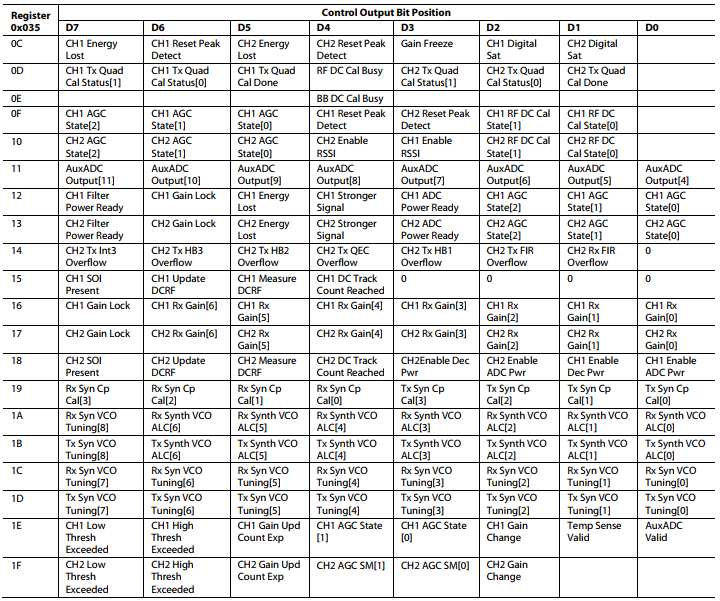 Register 0x035 Control Output Bit Position
D7 D6 D5 D4 D3 D2 D1 D0
0C CH1 Energy Lost CH1 Reset Peak Detect CH2 Energy Lost CH2 Reset Peak Detect Gain Freeze CH1 Digital Sat CH2 Digital Sat
0D CH1 Tx Quad Cal Status[1] CH1 Tx Quad Cal Status[0] CH1 Tx Quad Cal Done RF DC Cal Busy CH2 Tx Quad Cal Status[1] CH2 Tx Quad Cal Status[0] CH2 Tx Quad Cal Done
0E BB DC Cal Busy
0F CH1 AGC State[2] CH1 AGC State[1] CH1 AGC State[0] CH1 Reset Peak Detect CH2 Reset Peak Detect CH1 RF DC Cal State[1] CH1 RF DC Cal State[0]
10 CH2 AGC State[2] CH2 AGC State[1] CH2 AGC State[0] CH2 Enable RSSI CH1 Enable RSSI CH2 RF DC Cal State[1] CH2 RF DC Cal State[0]
11 AuxADC Output[11] AuxADC Output[10] AuxADC Output[9] AuxADC Output[8] AuxADC Output[7] AuxADC Output[6] AuxADC Output[5] AuxADC Output[4]
12 CH1 Filter Power Ready CH1 Gain Lock CH1 Energy Lost CH1 Stronger Signal CH1 ADC Power Ready CH1 AGC State[2] CH1 AGC State[1] CH1 AGC State[0]
13 CH2 Filter Power Ready CH2 Gain Lock CH2 Energy Lost CH2 Stronger Signal CH2 ADC Power Ready CH2 AGC State[2] CH2 AGC State[1] CH2 AGC State[0]
14 CH2 Tx Int3 Overflow CH2 Tx HB3 Overflow CH2 Tx HB2 Overflow CH2 Tx QEC Overflow CH2 Tx HB1 Overflow CH2 Tx FIR Overflow CH2 Rx FIR Overflow 0
15 CH1 SOI Present CH1 Update DCRF CH1 Measure DCRF CH1 DC Track Count Reached 0 0 0 0
16 CH1 Gain Lock CH1 Rx Gain[6] CH1 Rx Gain[5] CH1 Rx Gain[4] CH1 Rx Gain[3] CH1 Rx Gain[2] CH1 Rx Gain[1] CH1 Rx Gain[0]
17 CH2 Gain Lock CH2 Rx Gain[6] CH2 Rx Gain[5] CH2 Rx Gain[4] CH2 Rx Gain[3] CH2 Rx Gain[2] CH2 Rx Gain[1] CH2 Rx Gain[0]
18 CH2 SOI Present CH2 Update DCRF CH2 Measure DCRF CH2 DC Track Count Reached CH2Enable Dec Pwr CH2 Enable ADC Pwr CH1 Enable Dec Pwr CH1 Enable ADC Pwr
19 Rx Syn Cp Cal[3] Rx Syn Cp Cal[2] Rx Syn Cp Cal[1] Rx Syn Cp Cal[0] Tx Syn Cp Cal[3] Tx Syn Cp Cal[2] Tx Syn Cp Cal[1] Tx Syn Cp Cal[0]
1A Rx Syn VCO Tuning[8] Rx Synth VCO ALC[6] Rx Synth VCO ALC[5] Rx Synth VCO ALC[4] Rx Synth VCO ALC[3] Rx Synth VCO ALC[2] Rx Synth VCO ALC[1] Rx Synth VCO ALC[0]
1B Tx Syn VCO Tuning[8] Tx Synth VCO ALC[6] Tx Synth VCO ALC[5] Tx Synth VCO ALC[4] Tx Synth VCO ALC[3] Tx Synth VCO ALC[2] Tx Synth VCO ALC[1] Tx Synth VCO ALC[0]
1C Rx Syn VCO Tuning[7] Rx Syn VCO Tuning[6] Rx Syn VCO Tuning[5] Rx Syn VCO Tuning[4] Rx Syn VCO Tuning[3] Rx Syn VCO Tuning[2] Rx Syn VCO Tuning[1] Rx Syn VCO Tuning[0]
1D Tx Syn VCO Tuning[7] Tx Syn VCO Tuning[6] Tx Syn VCO Tuning[5] Tx Syn VCO Tuning[4] Tx Syn VCO Tuning[3] Tx Syn VCO Tuning[2] Tx Syn VCO Tuning[1] Tx Syn VCO Tuning[0]
1E CH1 Low Thresh Exceeded CH1 High Thresh Exceeded CH1 Gain Upd Count Exp CH1 AGC State [1] CH1 AGC State [0] CH1 Gain Change Temp Sense Valid AuxADC Valid
1F CH2 Low Thresh Exceeded CH2 High Thresh Exceeded CH2 Gain Upd Count Exp CH2 AGC SM[1] CH2 AGC SM[0] CH2 Gain Change